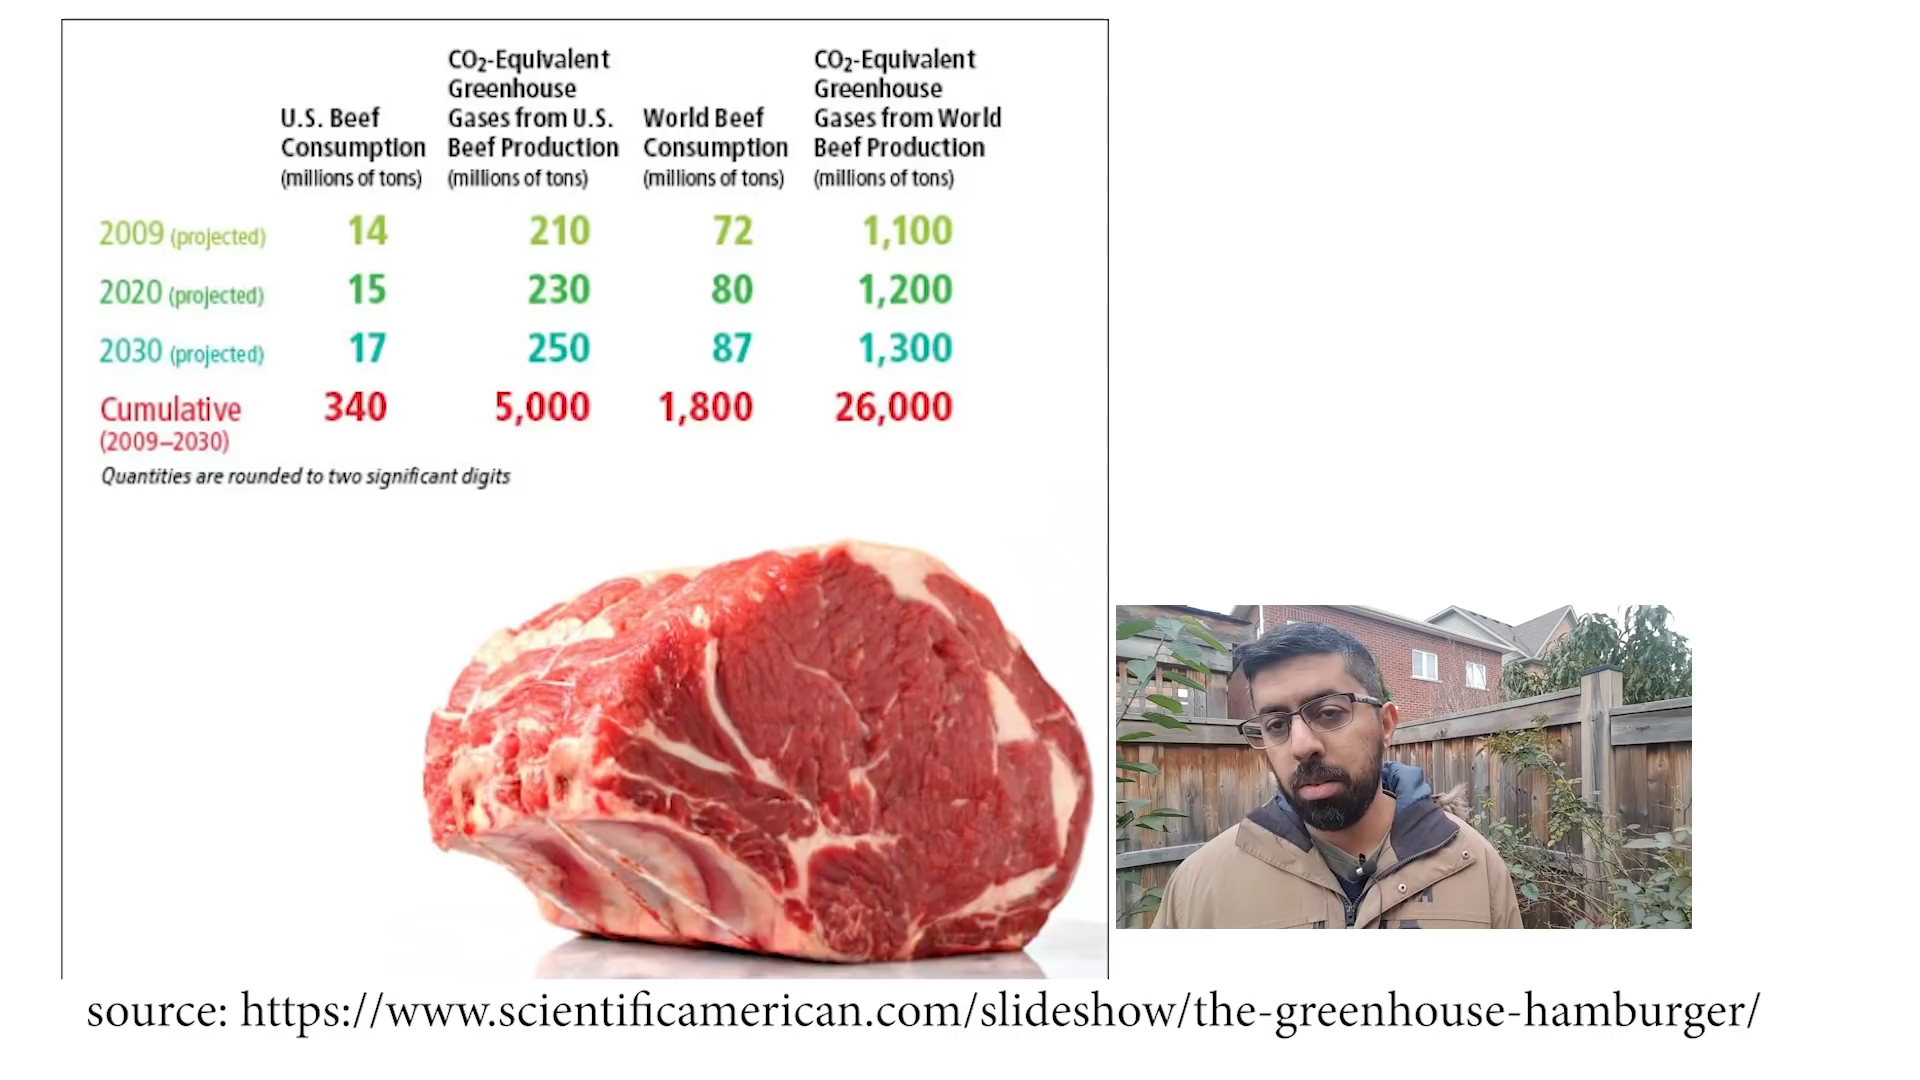 U.S. Beef
Consumption
(millions of tons)
CO₂-Equivalent
Greenhouse
Gases from U.S.
Beef Production
(millions of tons)
World Beef
Consumption
(millions of tons)
CO₂-Equivalent
Greenhouse
Gases from World
Beef Production
(millions of tons)
2009 (projected) 14 210 72 1,100
2020 (projected) 15 230 80 1,200
2030 (projected) 17 250 87 1,300
Cumulative 340 5,000 1,800 26,000
(2009–2030)
Quantities are rounded to two significant digits
source: https://www.scientificamerican.com/slideshow/the-greenhouse-hamburger/